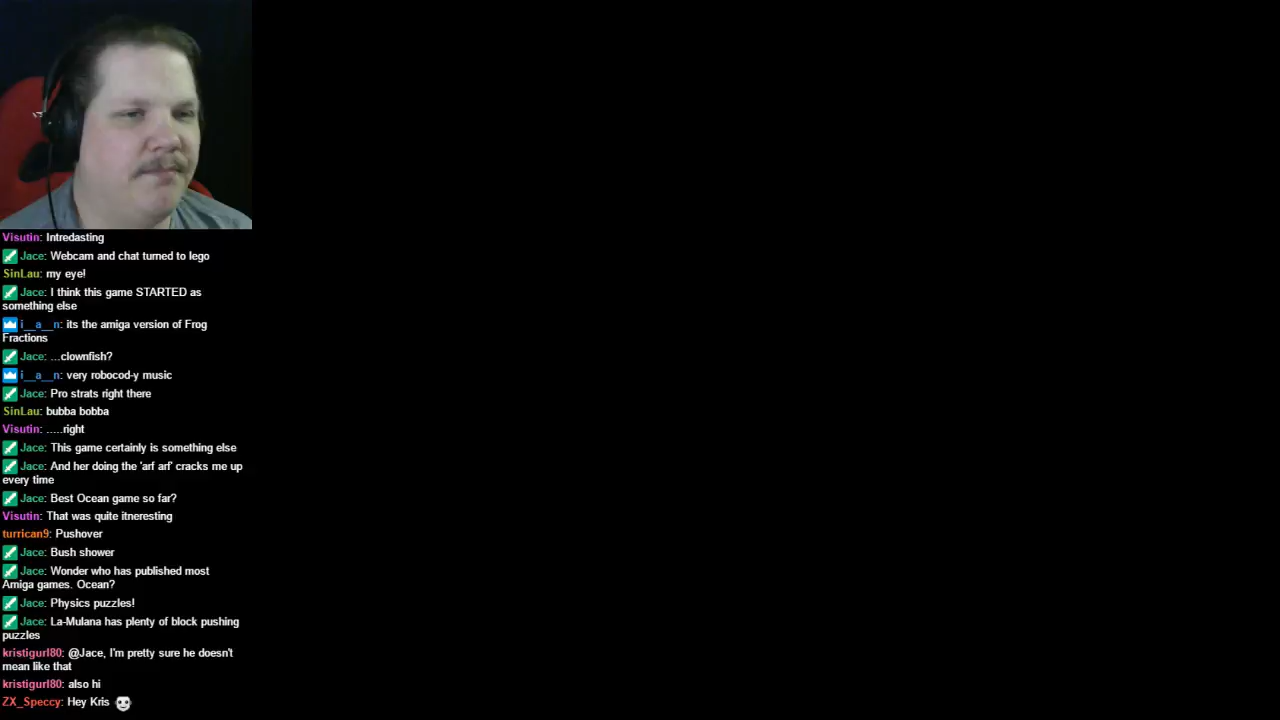 Visutin: Intredasting
Jace: Webcam and chat turned to lego
SinLau: my eye!
Jace: I think this game STARTED as
something else
i__a__n: its the amiga version of Frog
Fractions
Jace: ...clownfish?
i__a__n: very robocod-y music
Jace: Pro strats right there
SinLau: bubba bobba
Visutin: .....right
Jace: This game certainly is something else
Jace: And her doing the 'arf arf' cracks me up
every time
Jace: Best Ocean game so far?
Visutin: That was quite itneresting
turrican9: Pushover
Jace: Bush shower
Jace: Wonder who has published most
Amiga games. Ocean?
Jace: Physics puzzles!
Jace: La-Mulana has plenty of block pushing
puzzles
kristigurl80: @Jace, I'm pretty sure he doesn't
mean like that
kristigurl80: also hi
ZX_Speccy: Hey Kris